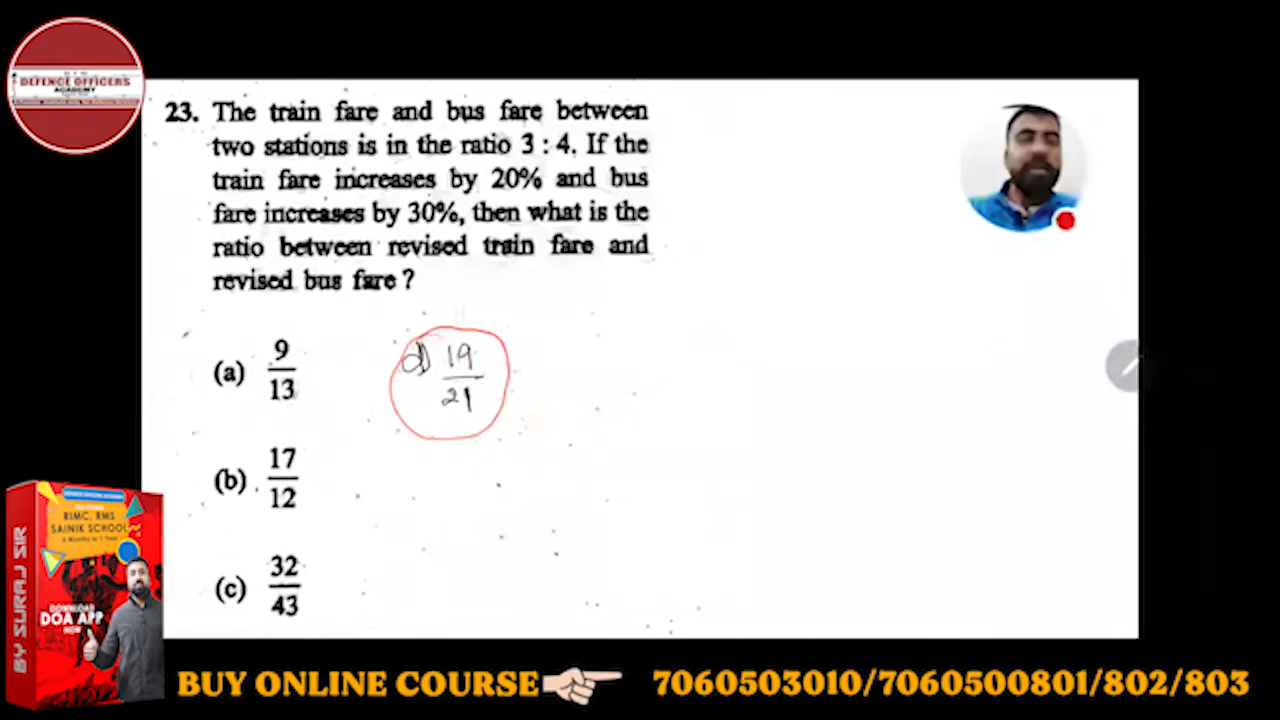 DEFENCE OFFICERS
ACADEMY
23. The train fare and bus fare between
two stations is in the ratio 3 : 4. If the
train fare increases by 20% and bus
fare increases by 30%, then what is the
ratio between revised train fare and
revised bus fare ?
(a) 9/13
d) 19/21
(b) 17/12
(c) 32/43
BY SURAJ SIR
RIMC, RMS
SAINIK SCHOOL
DOWNLOAD
DOA APP
NOW
BUY ONLINE COURSE
7060503010/7060500801/802/803